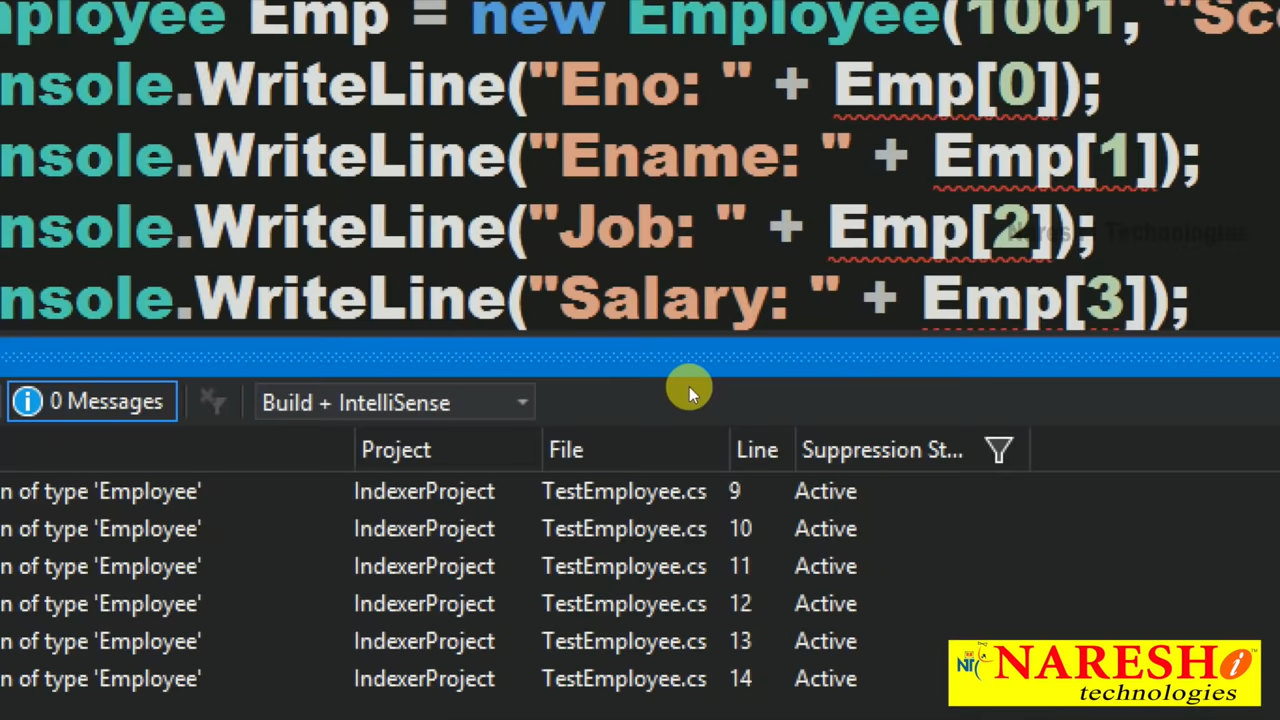 mployee Emp = new Employee(1001, "Sc
nsole.WriteLine("Eno: " + Emp[0]);
nsole.WriteLine("Ename: " + Emp[1]);
nsole.WriteLine("Job: " + Emp[2]);
Naresh i Technologies
nsole.WriteLine("Salary: " + Emp[3]);
0 Messages Build + IntelliSense
Project File Line Suppression St...
n of type 'Employee' IndexerProject TestEmployee.cs 9 Active
n of type 'Employee' IndexerProject TestEmployee.cs 10 Active
n of type 'Employee' IndexerProject TestEmployee.cs 11 Active
n of type 'Employee' IndexerProject TestEmployee.cs 12 Active
n of type 'Employee' IndexerProject TestEmployee.cs 13 Active
n of type 'Employee' IndexerProject TestEmployee.cs 14 Active
NARESH i
technologies